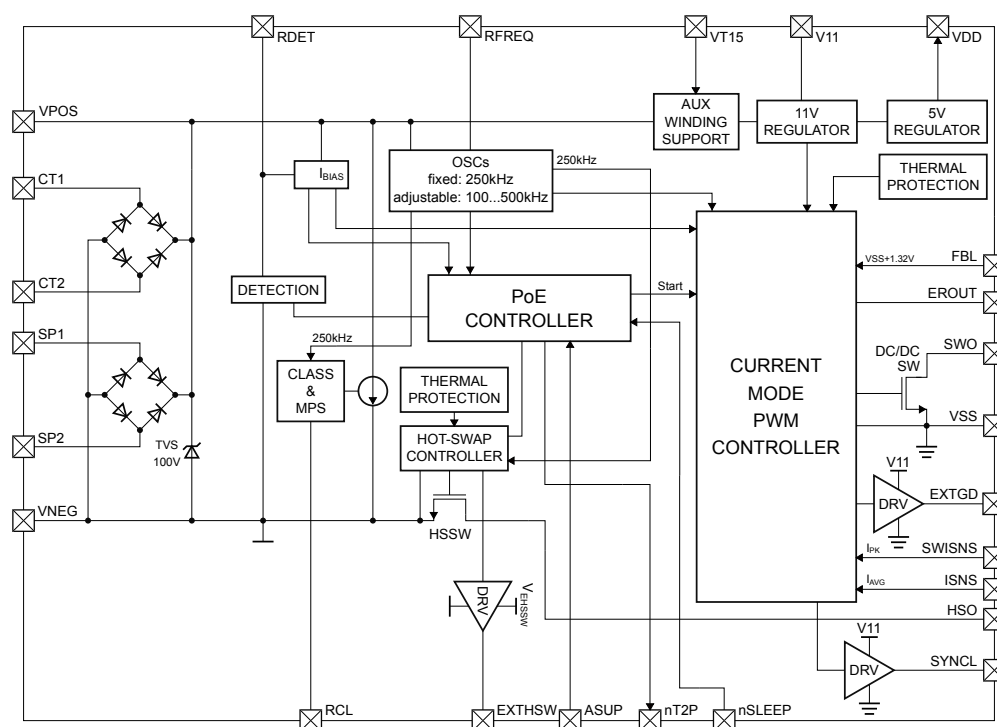 RDET
RFREQ
VT15
V11
VDD
VPOS
AUX
WINDING
SUPPORT
11V
REGULATOR
5V
REGULATOR
OSCs
fixed: 250kHz
adjustable: 100...500kHz
250kHz
IBIAS
THERMAL
PROTECTION
CT1
CT2
SP1
SP2
TVS
100V
VNEG
DETECTION
PoE
CONTROLLER
Start
250kHz
CLASS
&
MPS
THERMAL
PROTECTION
HOT-SWAP
CONTROLLER
HSSW
DRV
VEHSSW
CURRENT
MODE
PWM
CONTROLLER
VSS+1.32V
FBL
EROUT
DC/DC
SW
SWO
VSS
V11
DRV
EXTGD
IPK
SWISNS
IAVG
ISNS
HSO
V11
DRV
SYNCL
RCL
EXTHSW
ASUP
nT2P
nSLEEP